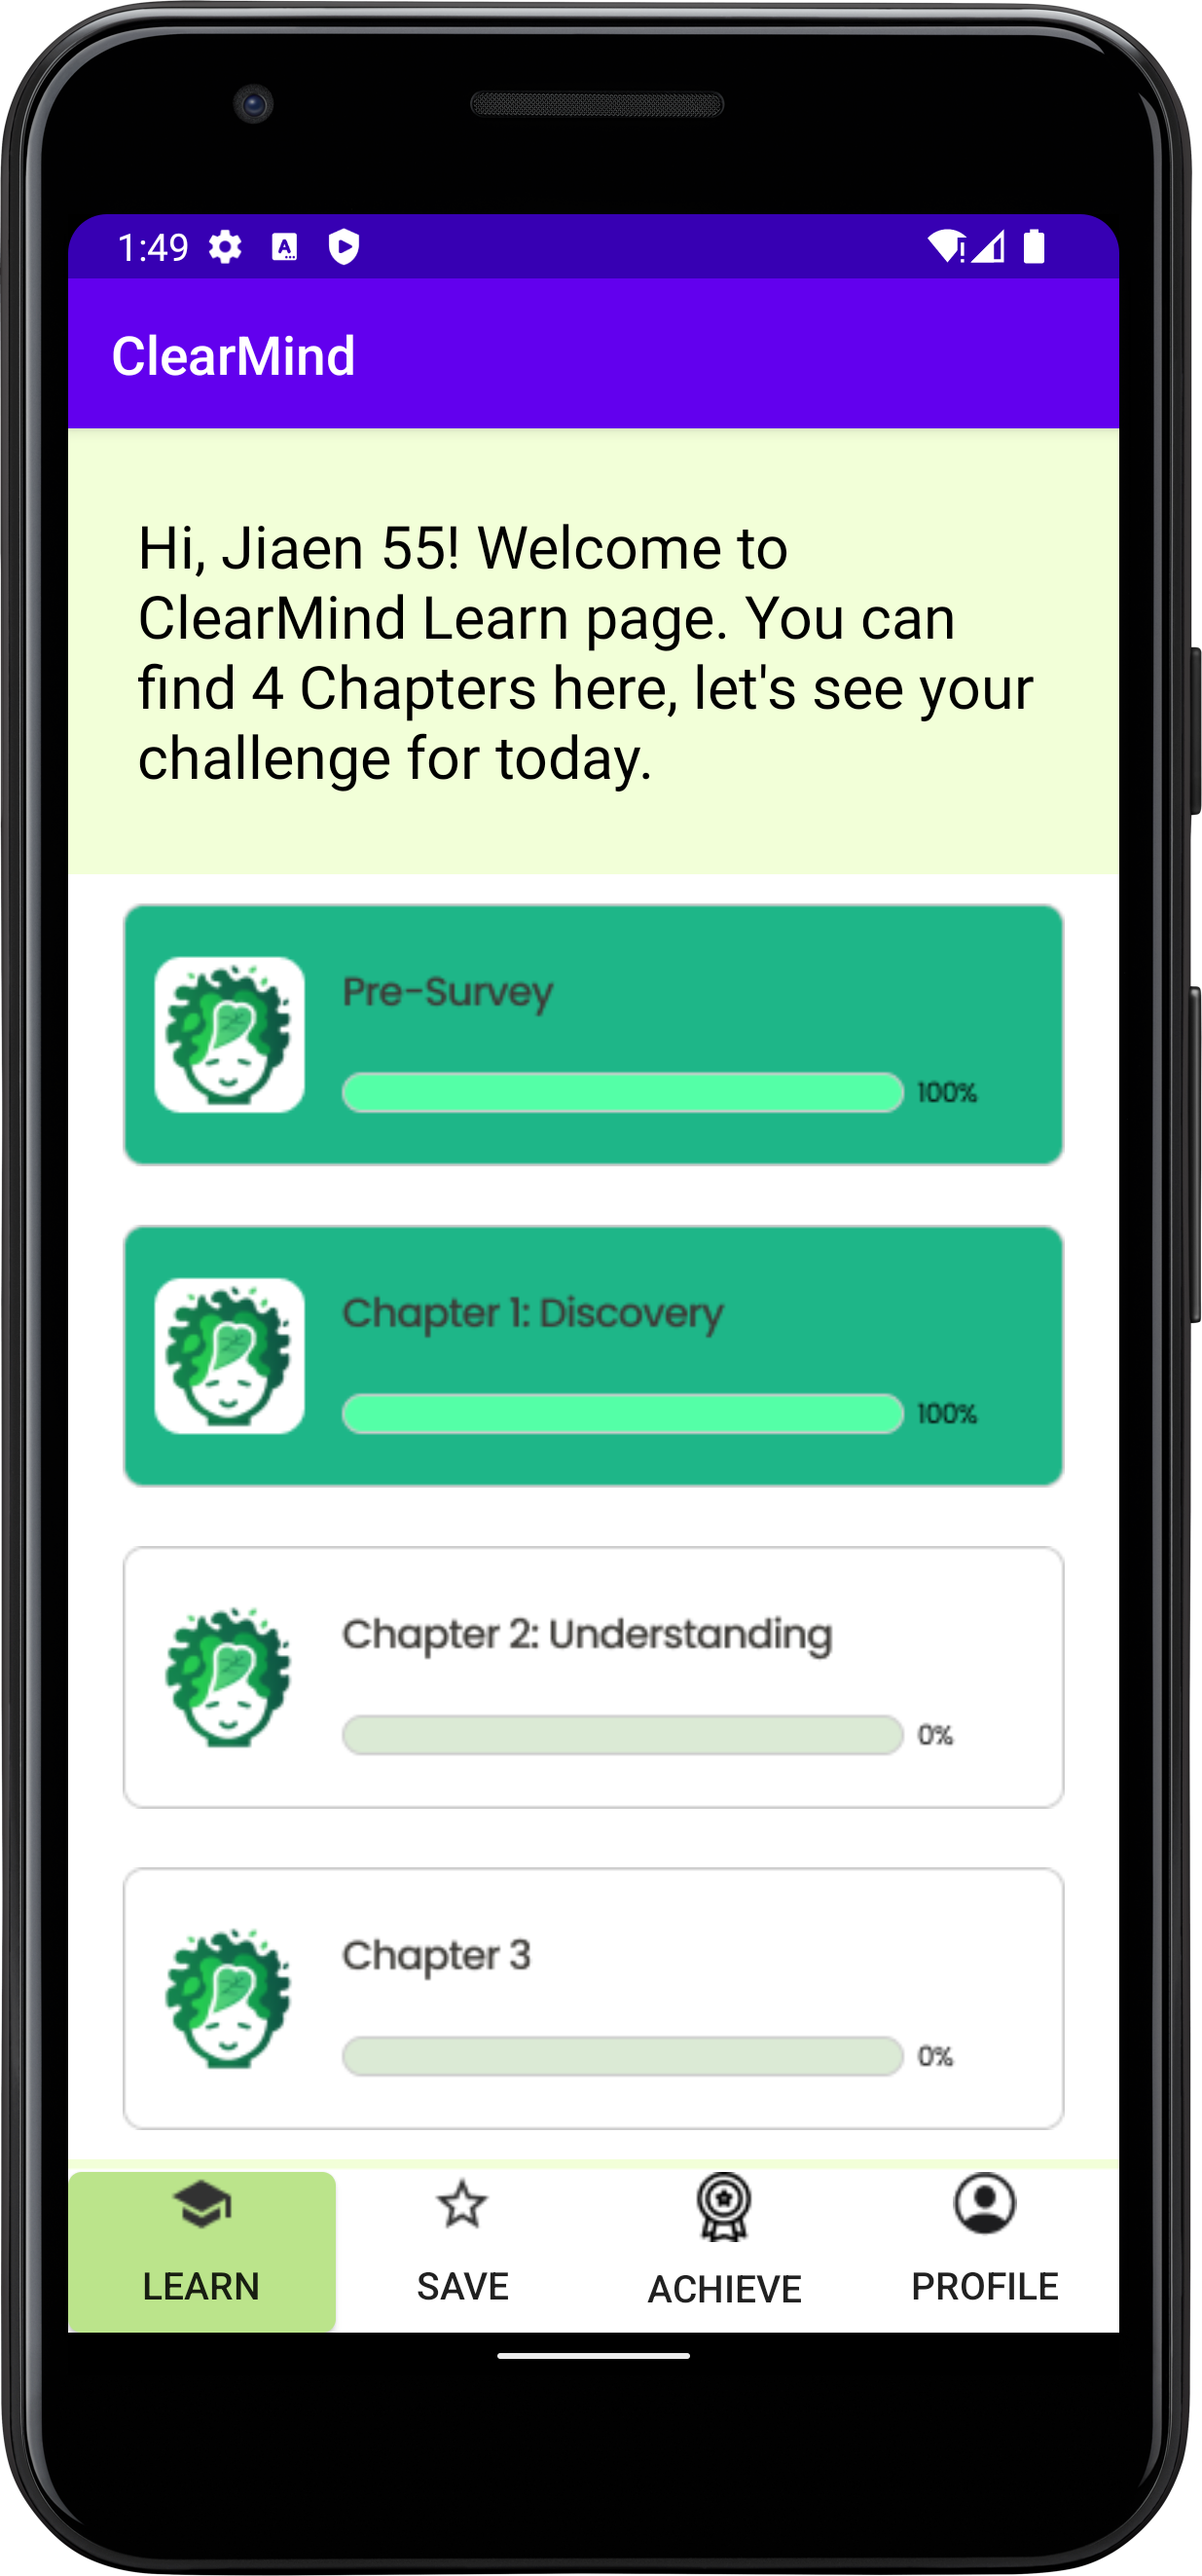 1:49
ClearMind
Hi, Jiaen 55! Welcome to
ClearMind Learn page. You can
find 4 Chapters here, let's see your
challenge for today.
Pre-Survey
100%
Chapter 1: Discovery
100%
Chapter 2: Understanding
0%
Chapter 3
0%
LEARN SAVE ACHIEVE PROFILE